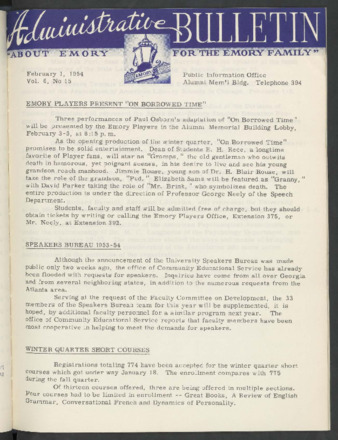 Administrative BULLETIN
"ABOUT EMORY FOR THE EMORY FAMILY"
February 1, 1954 Public Information Office
Vol. 5, No 15 Alumni Mem'l Bldg. Telephone 394
EMORY PLAYERS PRESENT "ON BORROWED TIME"
Three performances of Paul Osborn's adaptation of "On Borrowed Time"
will be presented by the Emory Players in the Alumni Memorial Building Lobby,
February 3-5, at 8:15 p.m.
As the opening production of the winter quarter, "On Borrowed Time"
promises to be solid entertainment. Dean of Students E. H. Rece, a longtime
favorite of Player fans, will star as "Gramps," the old gentleman who outwits
death in humorous, yet poignant avenue, in his desire to live and see his young
grandson reach manhood. Jimmie Rouse, young son of Dr. H. Blair Rouse, will
face the role of the grandson, "Pud." Elizabeth Sams will be featured as "Granny,"
with David Parker taking the role of "Mr. Brink," who symbolizes death. The
entire production is under the direction of Professor George Neely of the Speech
Department.
Students, faculty and staff will be admitted free of charge, but they should
obtain tickets by writing or calling the Emory Players Office, Extension 375, or
Mr. Neely, at Extension 392.
SPEAKERS BUREAU 1953-54
Although the announcement of the University Speakers Bureau was made
public only two weeks ago, the office of Community Educational Service has already
been flooded with requests for speakers. Inquiries have come from all over Georgia
and from several neighboring states, in addition to the numerous requests from the
Atlanta area.
Serving at the request of the Faculty Committee on Development, the 33
members of the Speakers Bureau team for this year will be supplemented, it is
hoped, by additional faculty personnel for a similar program next year. The
office of Community Educational Service reports that faculty members have been
most cooperative in helping to meet the demands for speakers.
WINTER QUARTER SHORT COURSES
Registrations totaling 774 have been accepted for the winter quarter short
courses which got under way January 18. The enrollment compares with 775
during the fall quarter.
Of thirteen courses offered, three are being offered in multiple sections.
Four courses had to be limited in enrollment -- Great Books, A Review of English
Grammar, Conversational French and Dynamics of Personality.